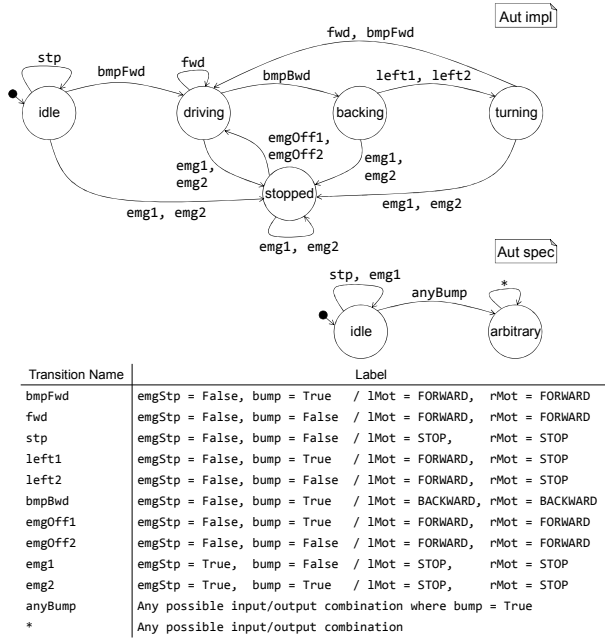 Aut impl
fwd, bmpFwd
stp
bmpFwd
fwd
bmpBwd
left1, left2
idle
driving
backing
turning
emgOff1,
emgOff2
emg1,
emg2
emg1,
emg2
stopped
emg1, emg2
emg1, emg2
emg1, emg2
Aut spec
stp, emg1
anyBump
*
idle
arbitrary
Transition Name Label
bmpFwd emgStp = False, bump = True / lMot = FORWARD, rMot = FORWARD
fwd emgStp = False, bump = False / lMot = FORWARD, rMot = FORWARD
stp emgStp = False, bump = False / lMot = STOP, rMot = STOP
left1 emgStp = False, bump = True / lMot = FORWARD, rMot = STOP
left2 emgStp = False, bump = False / lMot = FORWARD, rMot = STOP
bmpBwd emgStp = False, bump = True / lMot = BACKWARD, rMot = BACKWARD
emgOff1 emgStp = False, bump = True / lMot = FORWARD, rMot = FORWARD
emgOff2 emgStp = False, bump = False / lMot = FORWARD, rMot = FORWARD
emg1 emgStp = True, bump = False / lMot = STOP, rMot = STOP
emg2 emgStp = True, bump = True / lMot = STOP, rMot = STOP
anyBump Any possible input/output combination where bump = True
* Any possible input/output combination